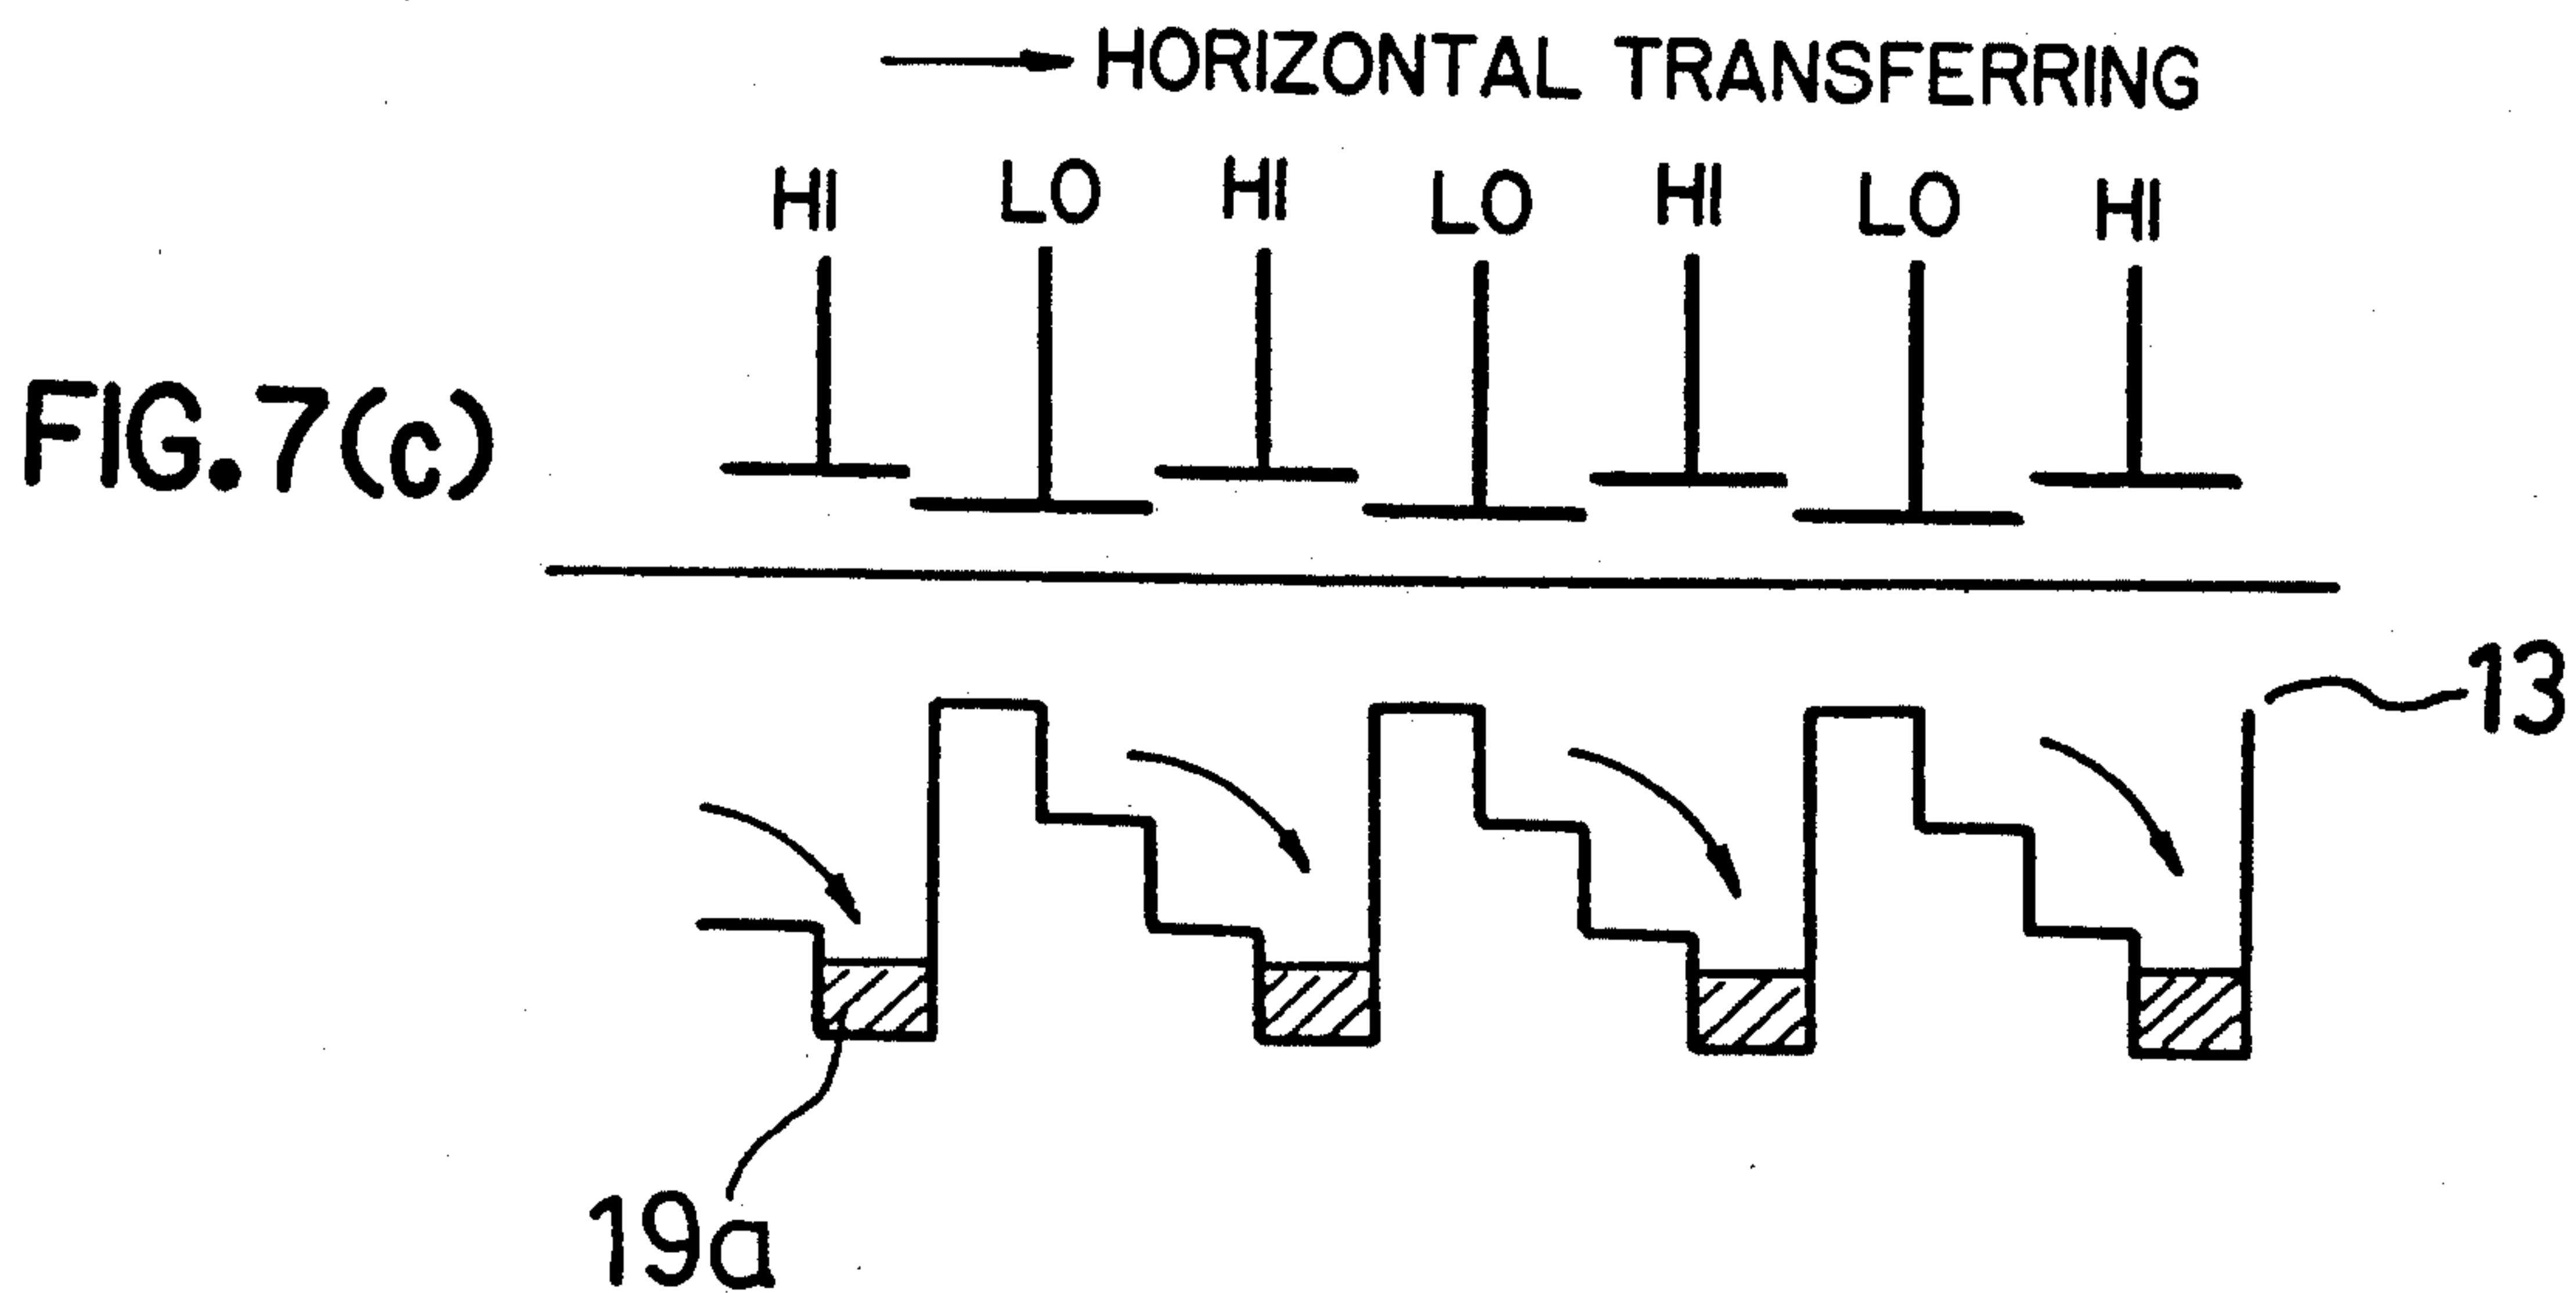 HORIZONTAL TRANSFERRING
HI LO HI LO HI LO HI
FIG.7(c)
13
19a